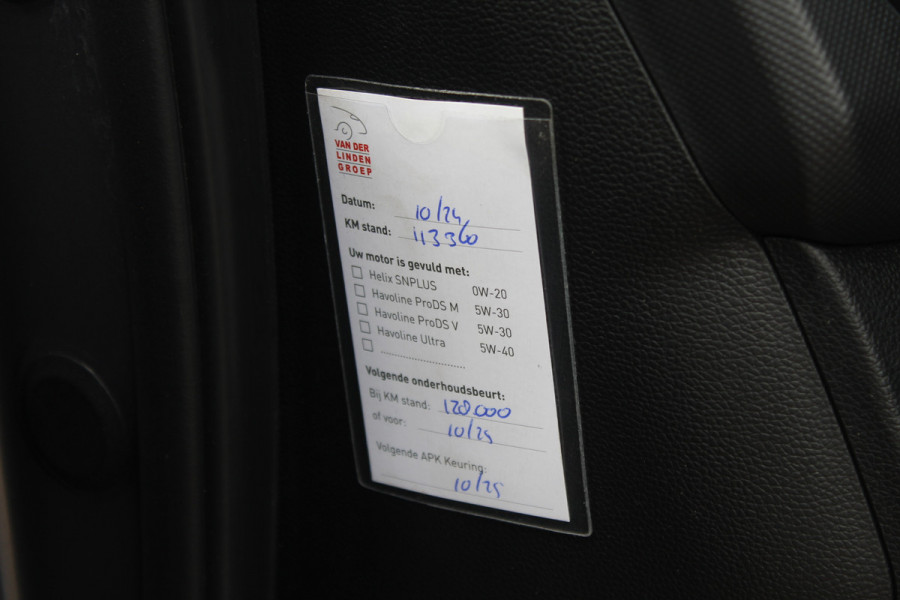 VAN DER
LINDEN
GROEP
Datum: 10/24
KM stand: 113360
Uw motor is gevuld met:
Helix SNPLUS 0W-20
Havoline ProDS M 5W-30
Havoline ProDS V 5W-30
Havoline Ultra 5W-40
..........................
Volgende onderhoudsbeurt:
Bij KM stand: 128000
of voor: 10/25
Volgende APK Keuring:
10/25